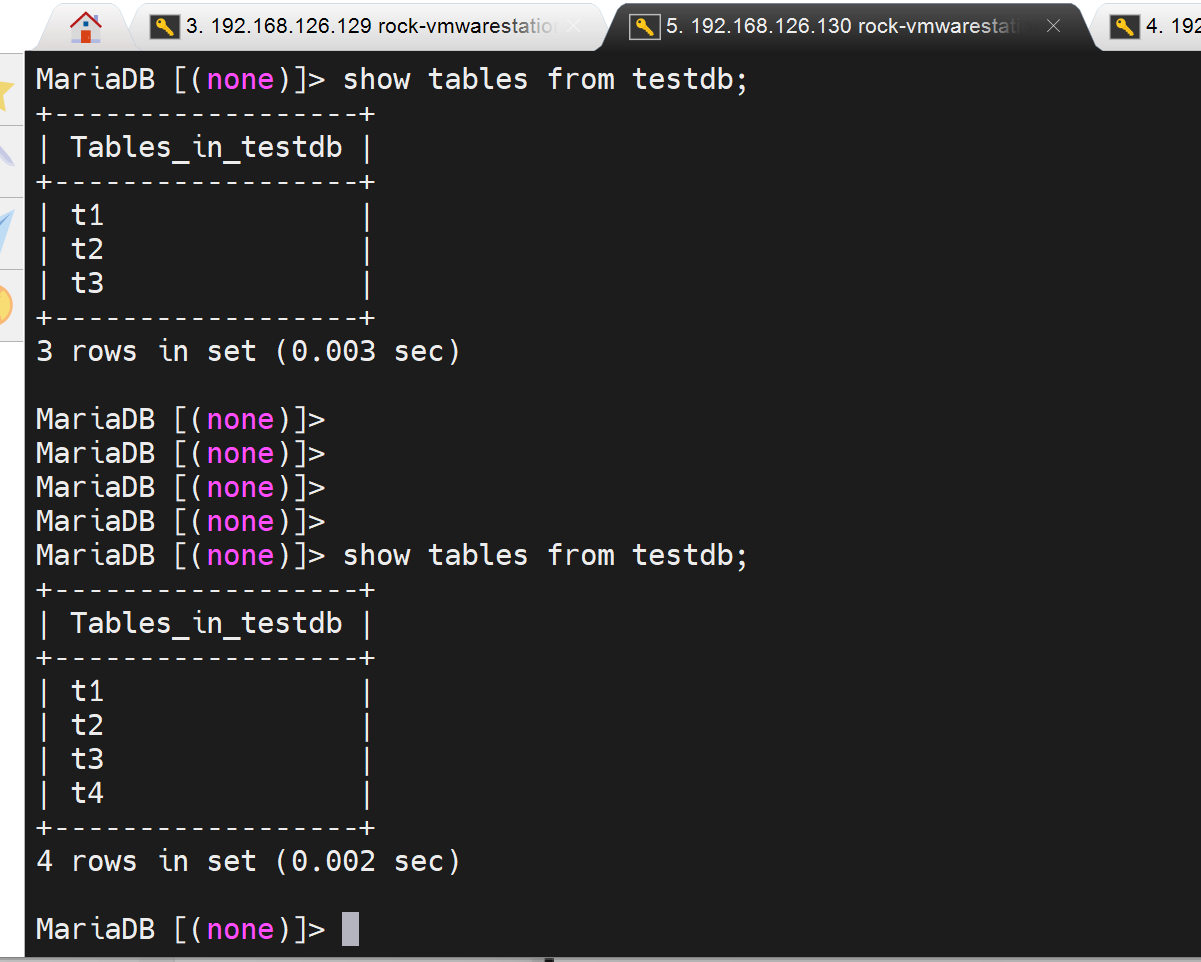 3. 192.168.126.129 rock-vmwarestatio
5. 192.168.126.130 rock-vmwarestati
4. 192
MariaDB [(none)]> show tables from testdb;
+------------------+
| Tables_in_testdb |
+------------------+
| t1               |
| t2               |
| t3               |
+------------------+
3 rows in set (0.003 sec)
MariaDB [(none)]>
MariaDB [(none)]>
MariaDB [(none)]>
MariaDB [(none)]>
MariaDB [(none)]> show tables from testdb;
+------------------+
| Tables_in_testdb |
+------------------+
| t1               |
| t2               |
| t3               |
| t4               |
+------------------+
4 rows in set (0.002 sec)
MariaDB [(none)]>